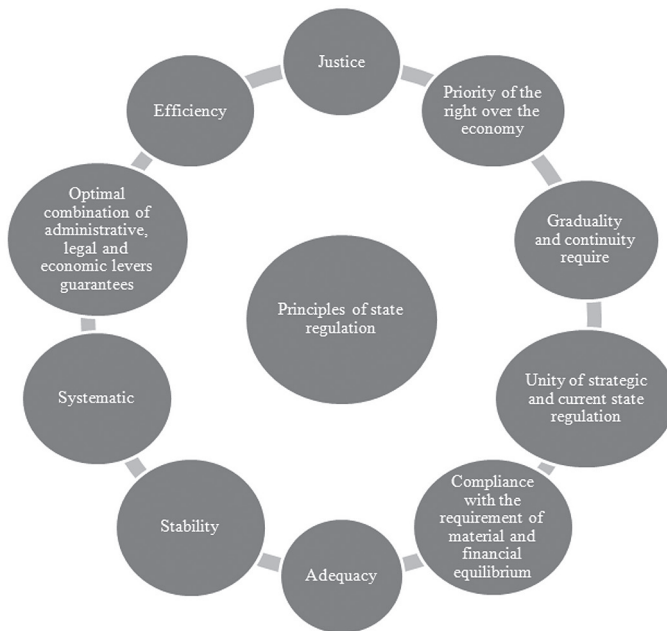 Justice
Priority of the
right over the
economy
Graduality
and continuity
require
Unity of strategic
and current state
regulation
Compliance
with the
requirement of
material and
financial
equilibrium
Adequacy
Stability
Systematic
Optimal
combination of
administrative,
legal and
economic levers
guarantees
Efficiency
Principles of state
regulation